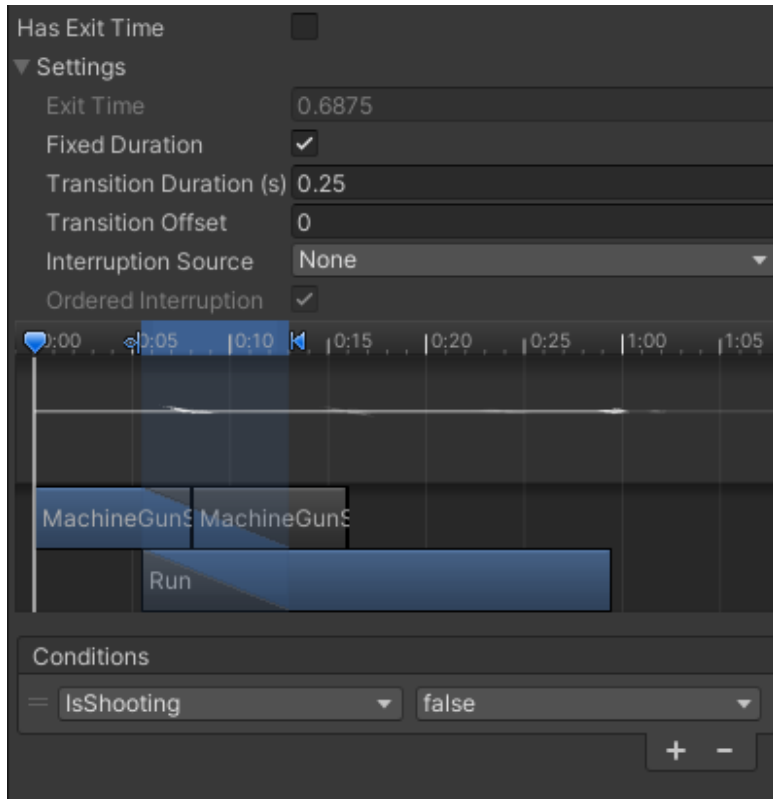 Has Exit Time
Settings
Exit Time 0.6875
Fixed Duration
Transition Duration (s) 0.25
Transition Offset 0
Interruption Source None
Ordered Interruption
0:00 0:05 0:10 0:15 0:20 0:25 1:00 1:05
MachineGunS MachineGunS
Run
Conditions
= IsShooting false
+ -